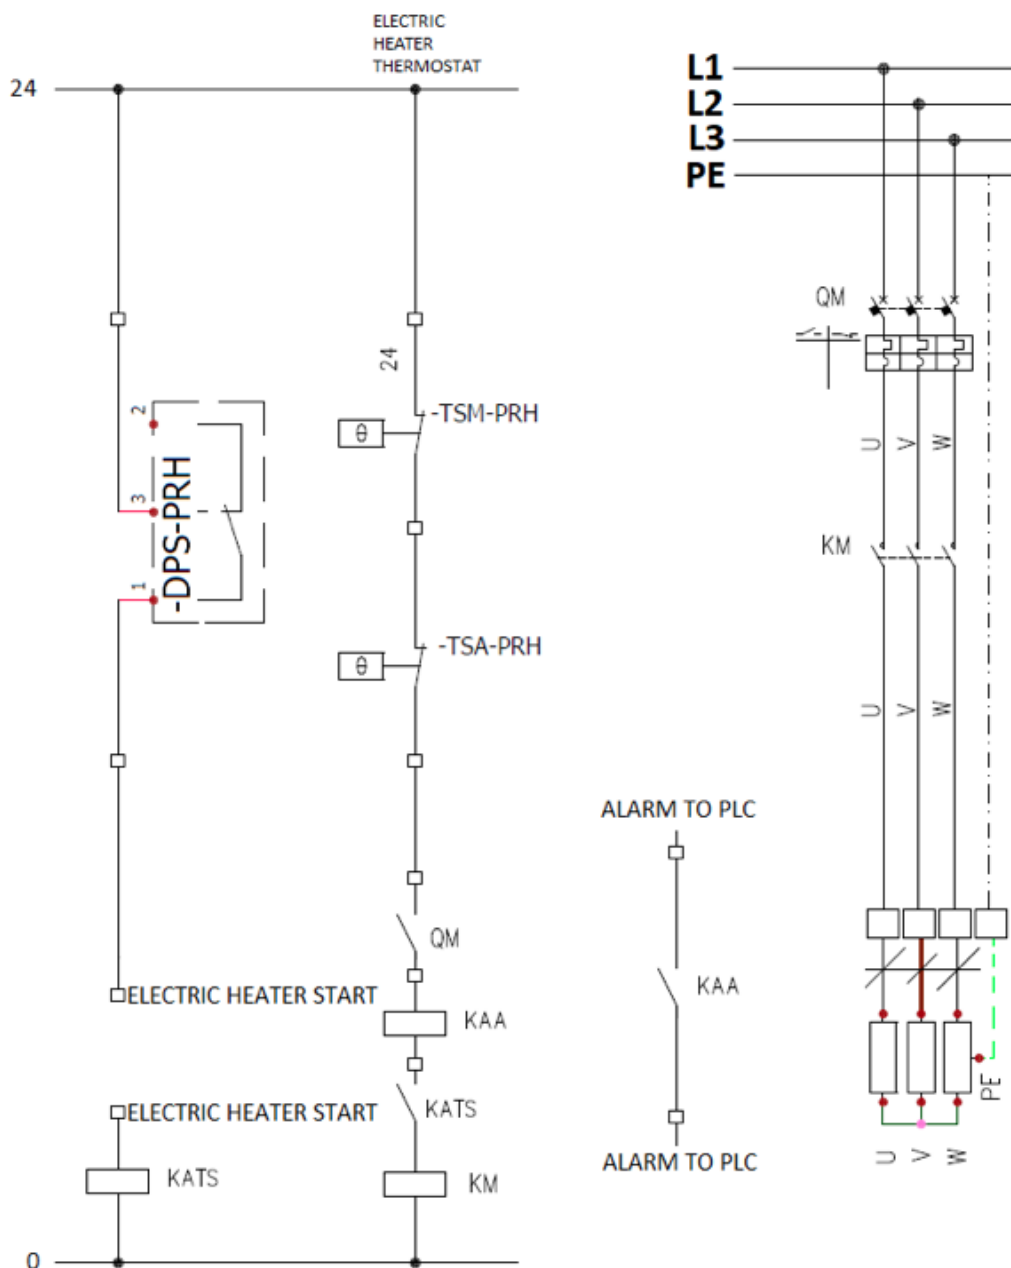 ELECTRIC
HEATER
THERMOSTAT
24
L1
L2
L3
PE
QM
24
2
-TSM-PRH
θ
U
V
W
3
-DPS-PRH
KM
1
-TSA-PRH
θ
U
V
W
ALARM TO PLC
QM
KAA
ELECTRIC HEATER START
KAA
PE
ELECTRIC HEATER START
KATS
ALARM TO PLC
U
V
W
KATS
KM
0